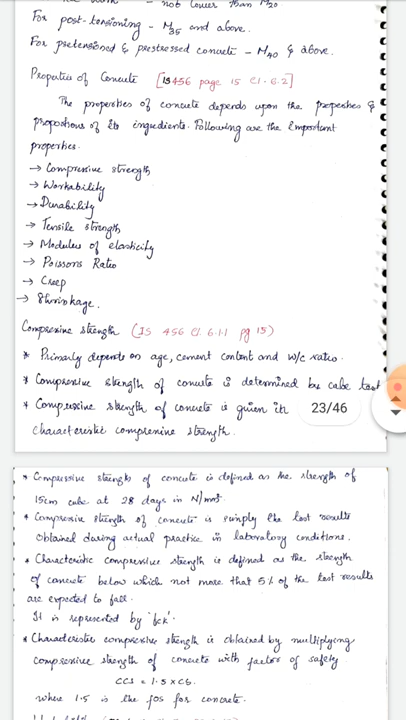 - not lower than M20
For post-tensioning - M35 and above.
For pretensioned & prestressed concrete - M40 & above.
Properties of Concrete [IS 456 page 15 cl. 6.2]
The properties of concrete depends upon the properties &
proportions of its ingredients. Following are the important
properties.
→ Compressive strength
→ Workability
→ Durability
→ Tensile strength
→ Modulus of elasticity
→ Poissons Ratio
→ Creep
→ Shrinkage.
Compressive strength (IS 456 cl. 6.1.1 pg 15)
* Primarly depends on age, cement content and w/c ratio.
* Compressive strength of concrete is determined by cube test
* Compressive strength of concrete is given in
23/46
characteristic compressive strength.
* Compressive strength of concrete is defined as the strength of
15cm cube at 28 days in N/mm².
* Compressive strength of concrete is simply the test results
obtained during actual practice in laboratory conditions.
* Characteristic compressive strength is defined as the strength
of concrete below which not more that 5% of the test results
are expected to fall.
It is represented by 'fck'.
* Characteristic compressive strength is obtained by multiplying
compressive strength of concrete with factor of safety
CCS = 1.5 x CS.
where 1.5 is the fos for concrete.